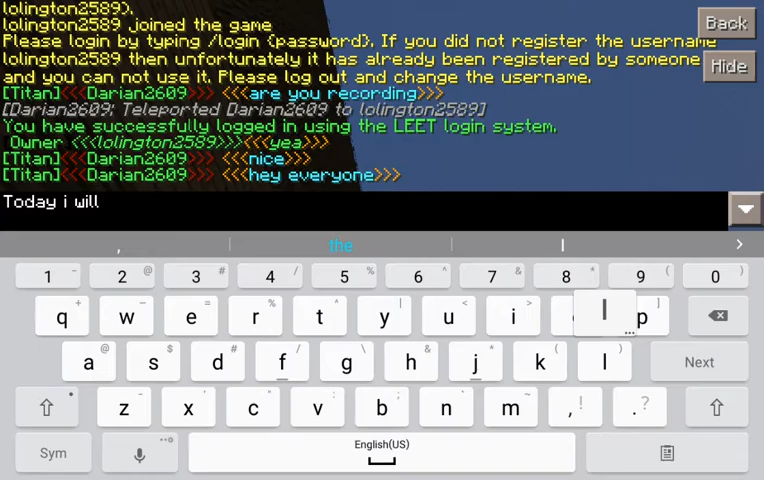 lolington2589).
lolington2589 joined the game
Please login by typing /login {password}. If you did not register the username
lolington2589 then unfortunately it has already been registered by someone
and you can not use it. Please log out and change the username.
[Titan]<<<Darian2609>>> <<<are you recording>>>
[Darian2609: Teleported Darian2609 to lolington2589]
You have successfully logged in using the LEET login system.
Owner <<<lolington2589>>><<<yea>>>
[Titan]<<<Darian2609>>> <<<nice>>>
[Titan]<<<Darian2609>>> <<<hey everyone>>>
Back
Hide
Today i will
, the l >
1 - 2 @ 3 # 4 / 5 % 6 ^ 7 & 8 * 9 ( 0 )
q + w - e = r % t ^ y | u < i > l ... p ]
a @ s $ d # f / g \ h & j * k ( l )
Next
z - x ' c " v : b ; n , m ... , ! . ?
Sym
English(US)